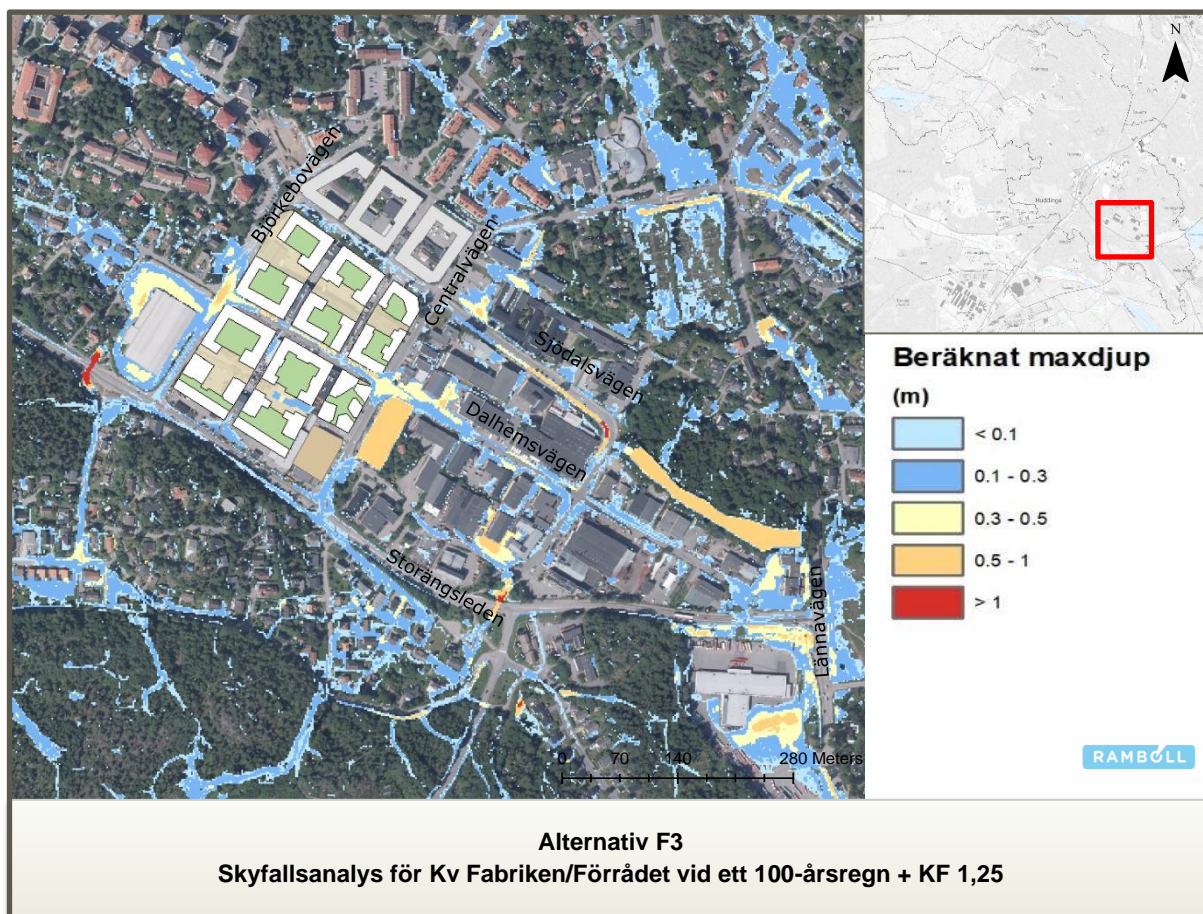 Björkebovägen
Centralvägen
Sjödalsvägen
Dalhemsvägen
Storängsleden
Lännavägen
0 70 140 280 Meters
N
Huddinge
Beräknat maxdjup
(m)
< 0.1
0.1 - 0.3
0.3 - 0.5
0.5 - 1
> 1
RAMBOLL
Alternativ F3
Skyfallsanalys för Kv Fabriken/Förrådet vid ett 100-årsregn + KF 1,25